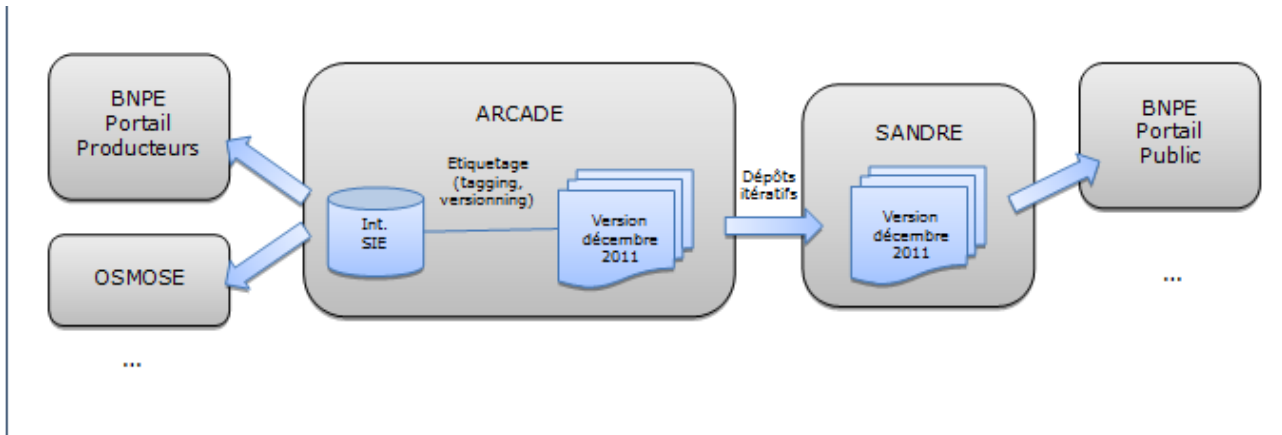 BNPE
Portail
Producteurs
OSMOSE
...
ARCADE
Etiquetage
(tagging,
versionning)
Int.
SIE
Version
décembre
2011
Dépôts
itératifs
SANDRE
Version
décembre
2011
BNPE
Portail
Public
...